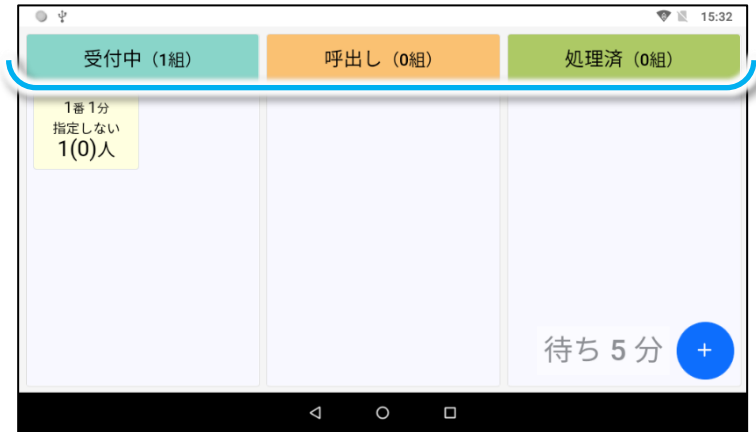 15:32
受付中（1組）
呼出し（0組）
処理済（0組）
1番 1分
指定しない
1(0)人
待ち 5 分
+